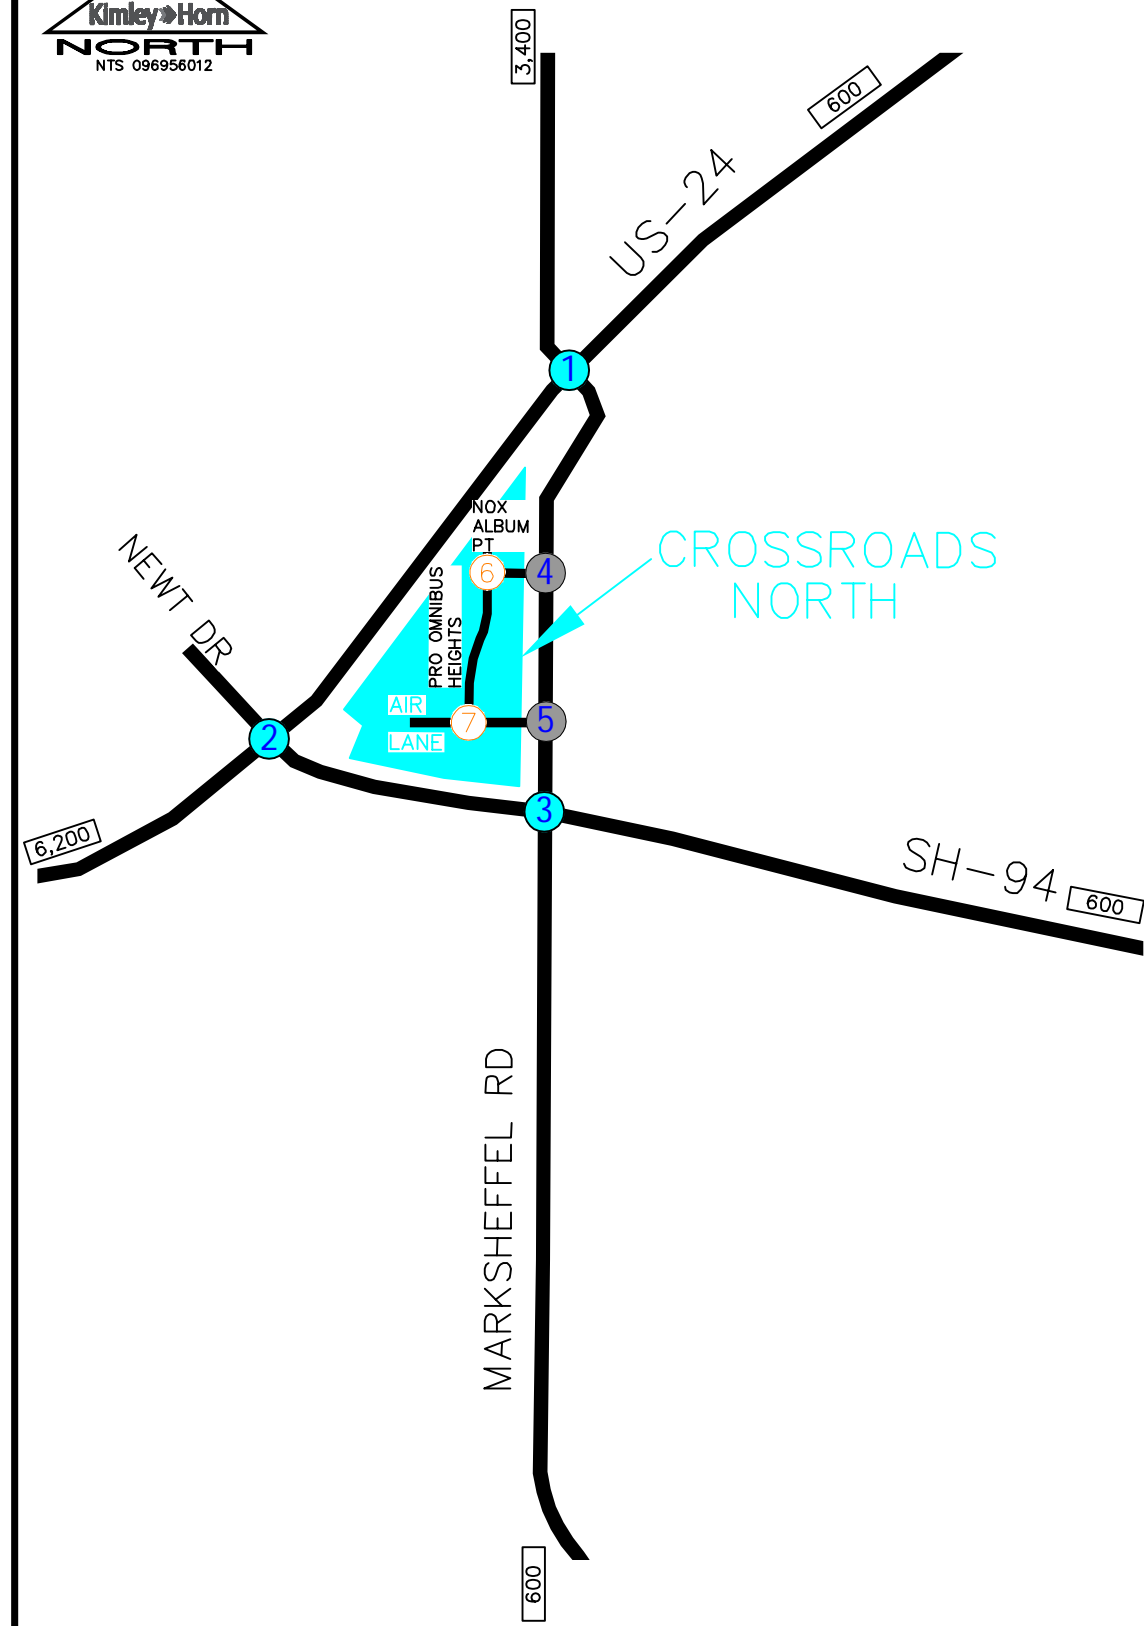 Kimley»Horn
NORTH
NTS 096956012
3,400
600
US-24
1
NOX
ALBUM
PT
CROSSROADS
NORTH
NEWT DR
6
4
PRO OMNIBUS
HEIGHTS
AIR
LANE
7
5
2
3
6,200
SH-94
600
MARKSHEFFEL RD
600